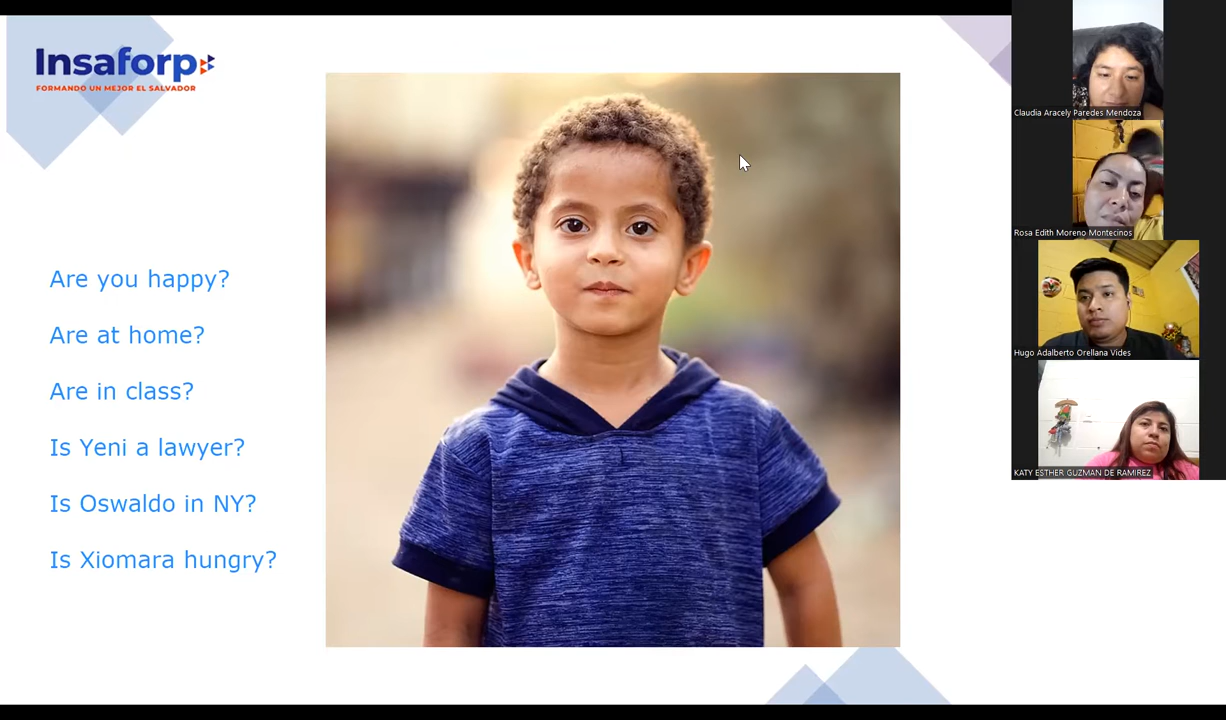 Insaforp
FORMANDO UN MEJOR EL SALVADOR
Are you happy?
Are at home?
Are in class?
Is Yeni a lawyer?
Is Oswaldo in NY?
Is Xiomara hungry?
Claudia Aracely Paredes Mendoza
Rosa Edith Moreno Montecinos
Hugo Adalberto Orellana Vides
KATY ESTHER GUZMAN DE RAMIREZ